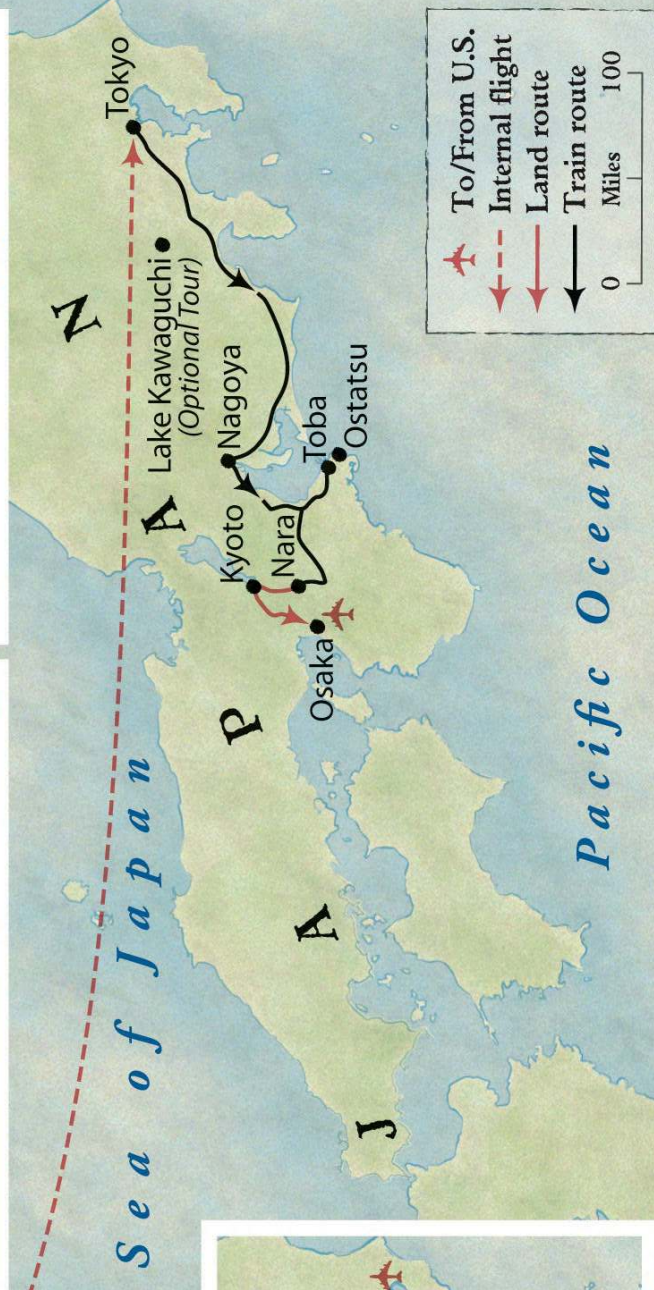 Sea of Japan
JAPAN
Tokyo
Lake Kawaguchi
(Optional Tour)
Nagoya
Kyoto
Nara
Toba
Ostatsu
Osaka
Pacific Ocean
To/From U.S.
Internal flight
Land route
Train route
0 Miles 100